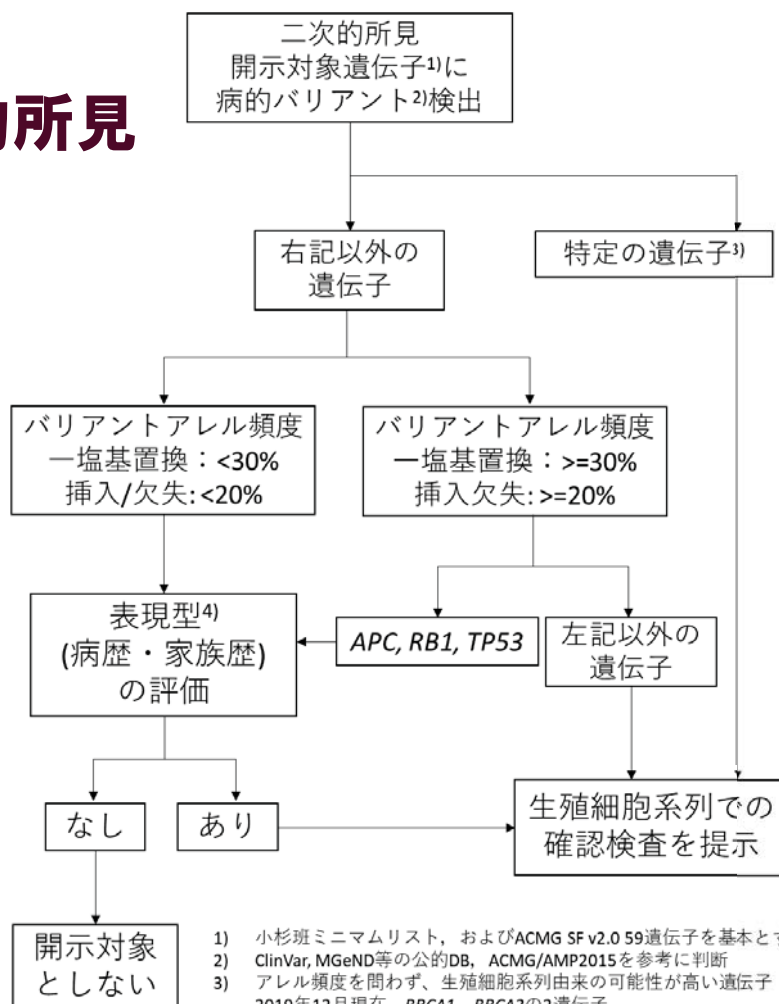 二次的所見
開示対象遺伝子1)に
病的バリアント2)検出
所見
右記以外の
遺伝子
特定の遺伝子3)
バリアントアレル頻度
一塩基置換：<30%
挿入/欠失: <20%
バリアントアレル頻度
一塩基置換：>=30%
挿入欠失: >=20%
表現型4)
(病歴・家族歴)
の評価
APC, RB1, TP53
左記以外の
遺伝子
なし
あり
生殖細胞系列での
確認検査を提示
開示対象
としない
1) 小杉班ミニマムリスト，およびACMG SF v2.0 59遺伝子を基本とす
2) ClinVar, MGeND等の公的DB，ACMG/AMP2015を参考に判断
3) アレル頻度を問わず、生殖細胞系列由来の可能性が高い遺伝子